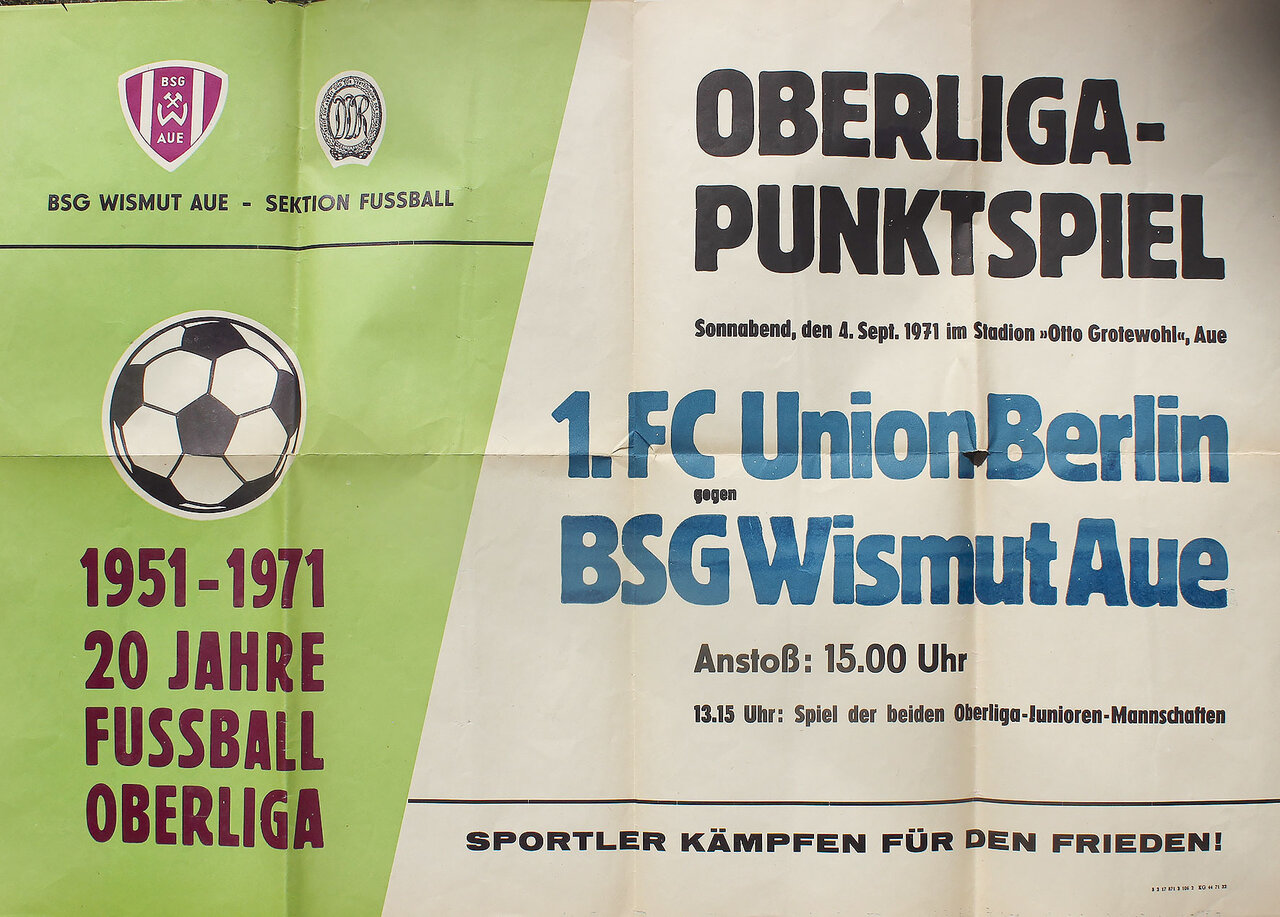 BSG
W
AUE
DDR
BSG WISMUT AUE - SEKTION FUSSBALL
1951-1971
20 JAHRE
FUSSBALL
OBERLIGA
OBERLIGA-
PUNKTSPIEL
Sonnabend, den 4. Sept. 1971 im Stadion »Otto Grotewohl«, Aue
1. FC Union Berlin
gegen
BSG Wismut Aue
Anstoß: 15.00 Uhr
13.15 Uhr: Spiel der beiden Oberliga-Junioren-Mannschaften
SPORTLER KÄMPFEN FÜR DEN FRIEDEN!